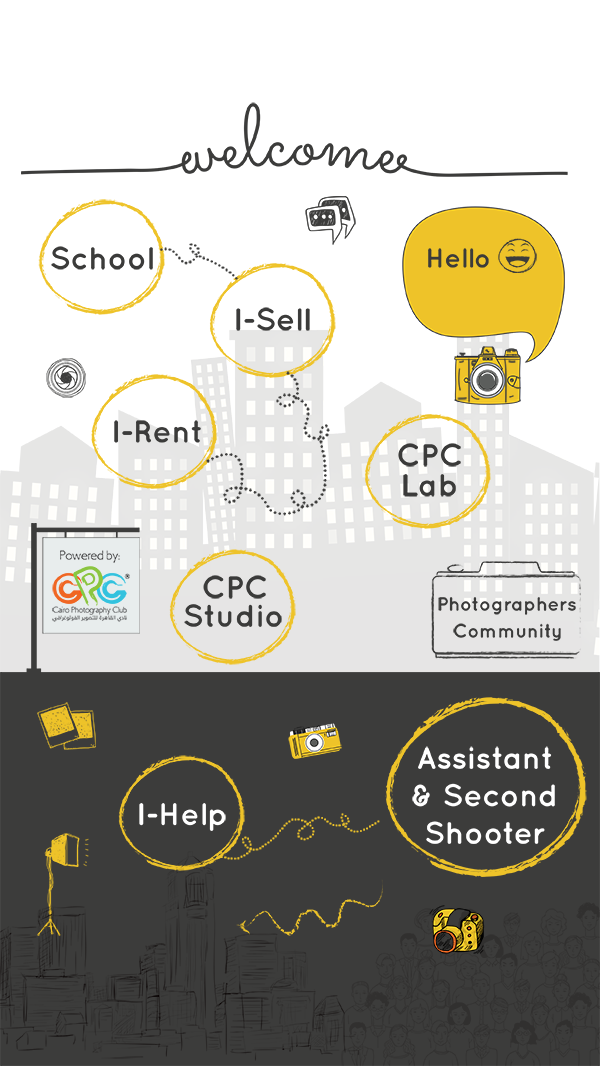 welcome
School
Hello
I-Sell
I-Rent
CPC
Lab
Powered by:
CPC®
Cairo Photography Club
نادي القاهرة للتصوير الفوتوغرافي
CPC
Studio
Photographers
Community
I-Help
Assistant
& Second
Shooter